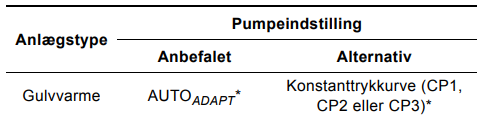 Anlægstype
Pumpeindstilling
Anbefalet
Alternativ
Gulvvarme
AUTOADAPT*
Konstanttrykkurve (CP1,
CP2 eller CP3)*